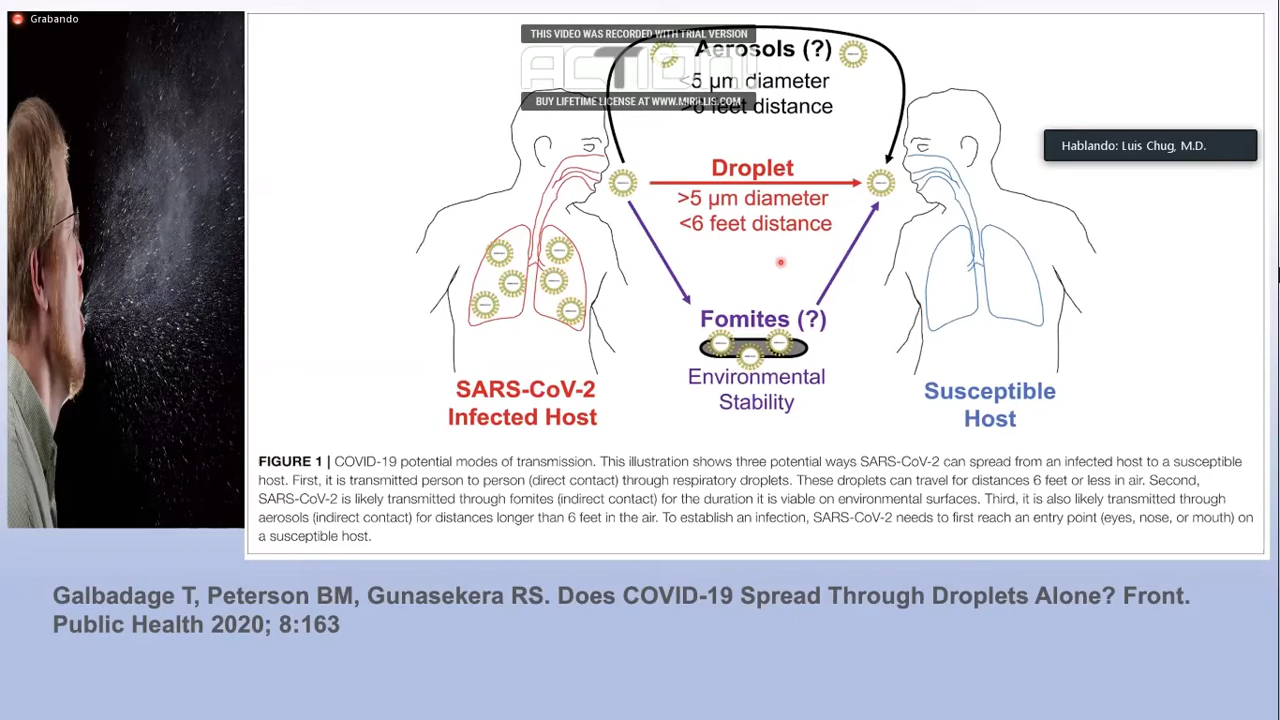 Grabando
THIS VIDEO WAS RECORDED WITH TRIAL VERSION
ACTION!
BUY LIFETIME LICENSE AT WWW.MIRILLIS.COM
Aerosols (?)
<5 µm diameter
>6 feet distance
Hablando: Luis Chug, M.D.
Droplet
>5 µm diameter
<6 feet distance
Fomites (?)
Environmental
Stability
SARS-CoV-2
Infected Host
Susceptible
Host
FIGURE 1 | COVID-19 potential modes of transmission. This illustration shows three potential ways SARS-CoV-2 can spread from an infected host to a susceptible
host. First, it is transmitted person to person (direct contact) through respiratory droplets. These droplets can travel for distances 6 feet or less in air. Second,
SARS-CoV-2 is likely transmitted through fomites (indirect contact) for the duration it is viable on environmental surfaces. Third, it is also likely transmitted through
aerosols (indirect contact) for distances longer than 6 feet in the air. To establish an infection, SARS-CoV-2 needs to first reach an entry point (eyes, nose, or mouth) on
a susceptible host.
Galbadage T, Peterson BM, Gunasekera RS. Does COVID-19 Spread Through Droplets Alone? Front.
Public Health 2020; 8:163